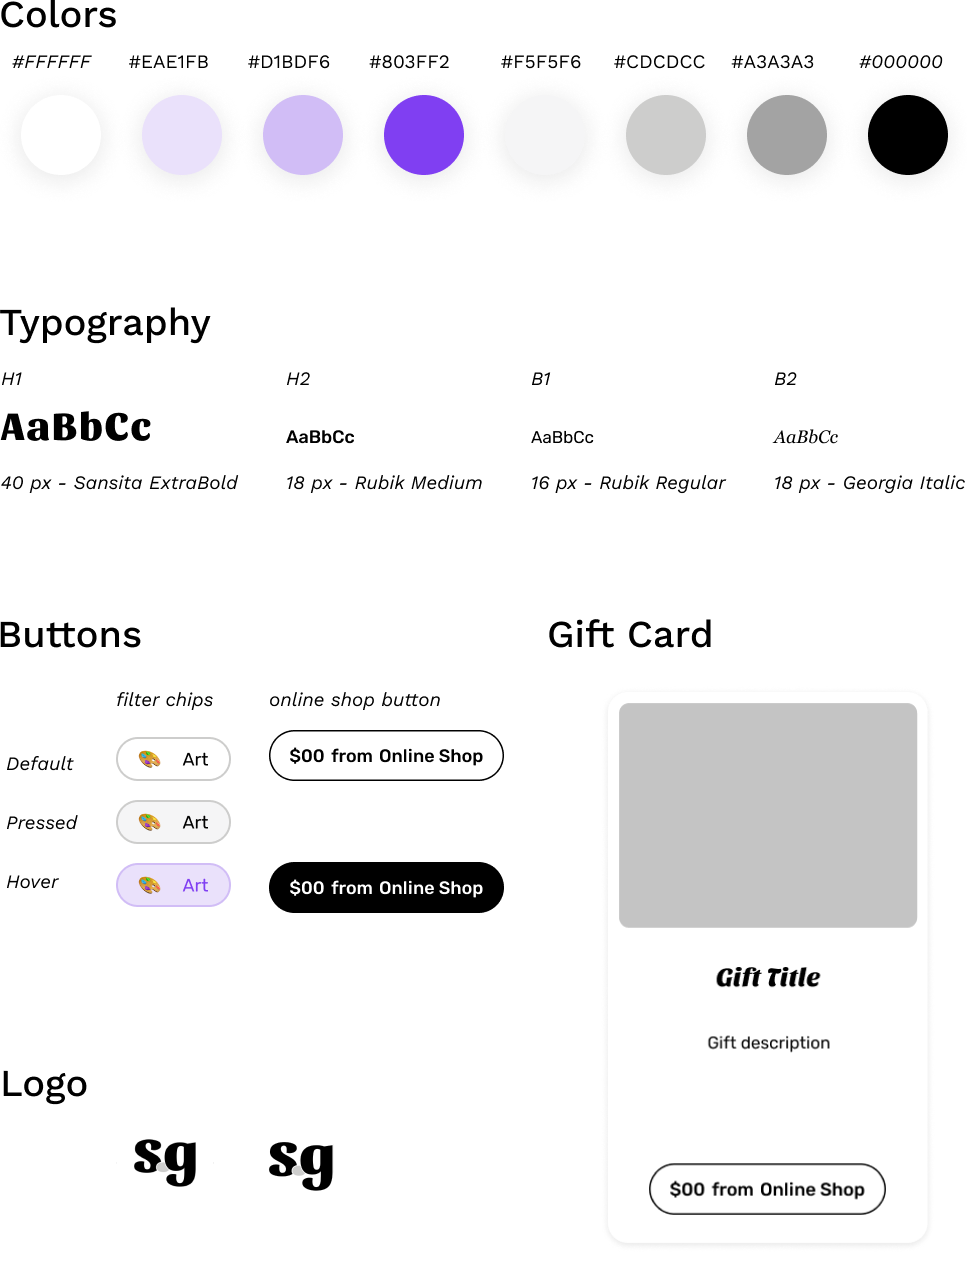 Colors
#FFFFFF #EAE1FB #D1BDF6 #803FF2 #F5F5F6 #CDCDCC #A3A3A3 #000000
Typography
H1 H2 B1 B2
AaBbCc AaBbCc AaBbCc AaBbCc
40 px - Sansita ExtraBold 18 px - Rubik Medium 16 px - Rubik Regular 18 px - Georgia Italic
Buttons
filter chips online shop button
Default Art $00 from Online Shop
Pressed Art
Hover Art $00 from Online Shop
Gift Card
Gift Title
Gift description
$00 from Online Shop
Logo
sg sg